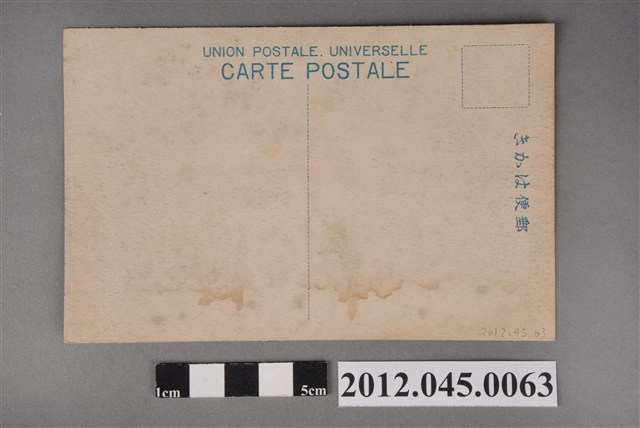 UNION POSTALE. UNIVERSELLE
CARTE POSTALE
きかは便郵
2012.45.63
1cm 5cm
2012.045.0063